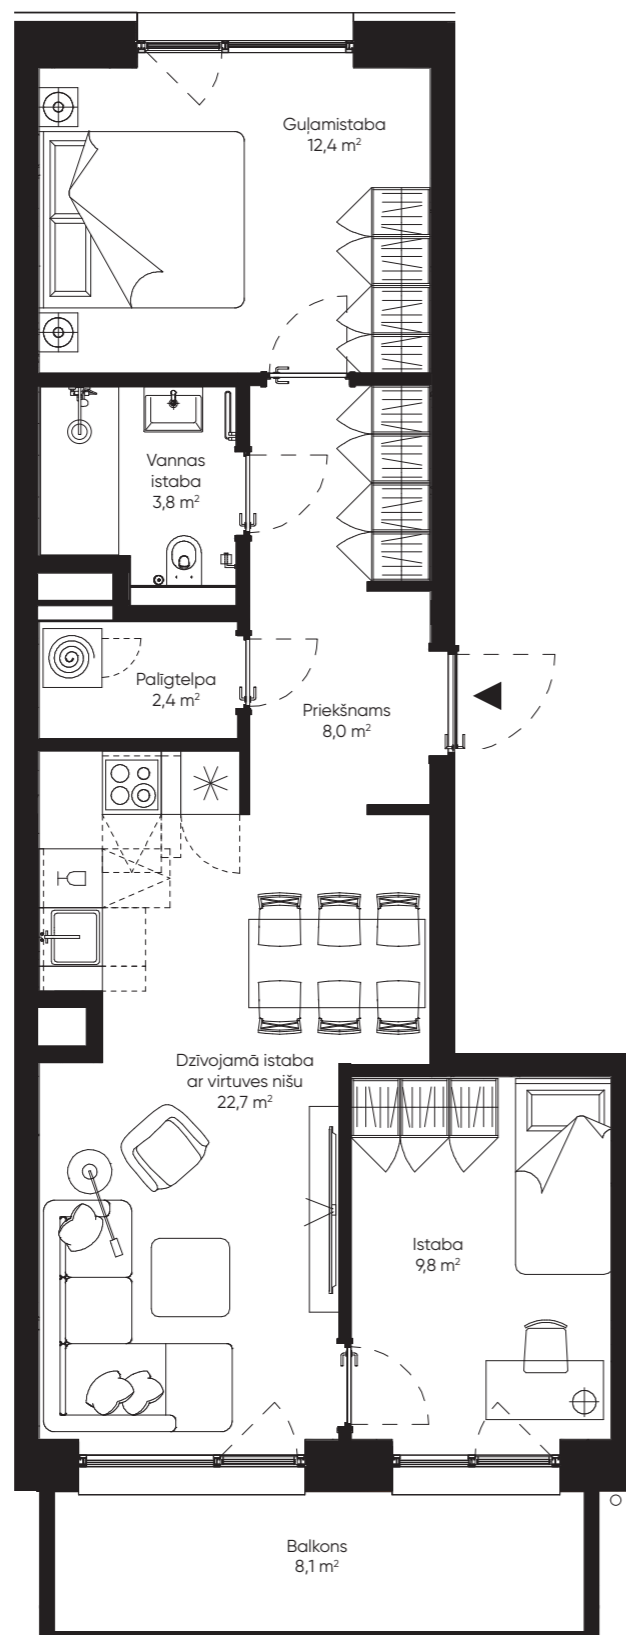 Guļamistaba
12,4 m²
Vannas
istaba
3,8 m²
Palīgtelpa
2,4 m²
Priekšnams
8,0 m²
Dzīvojamā istaba
ar virtuves nišu
22,7 m²
Istaba
9,8 m²
Balkons
8,1 m²